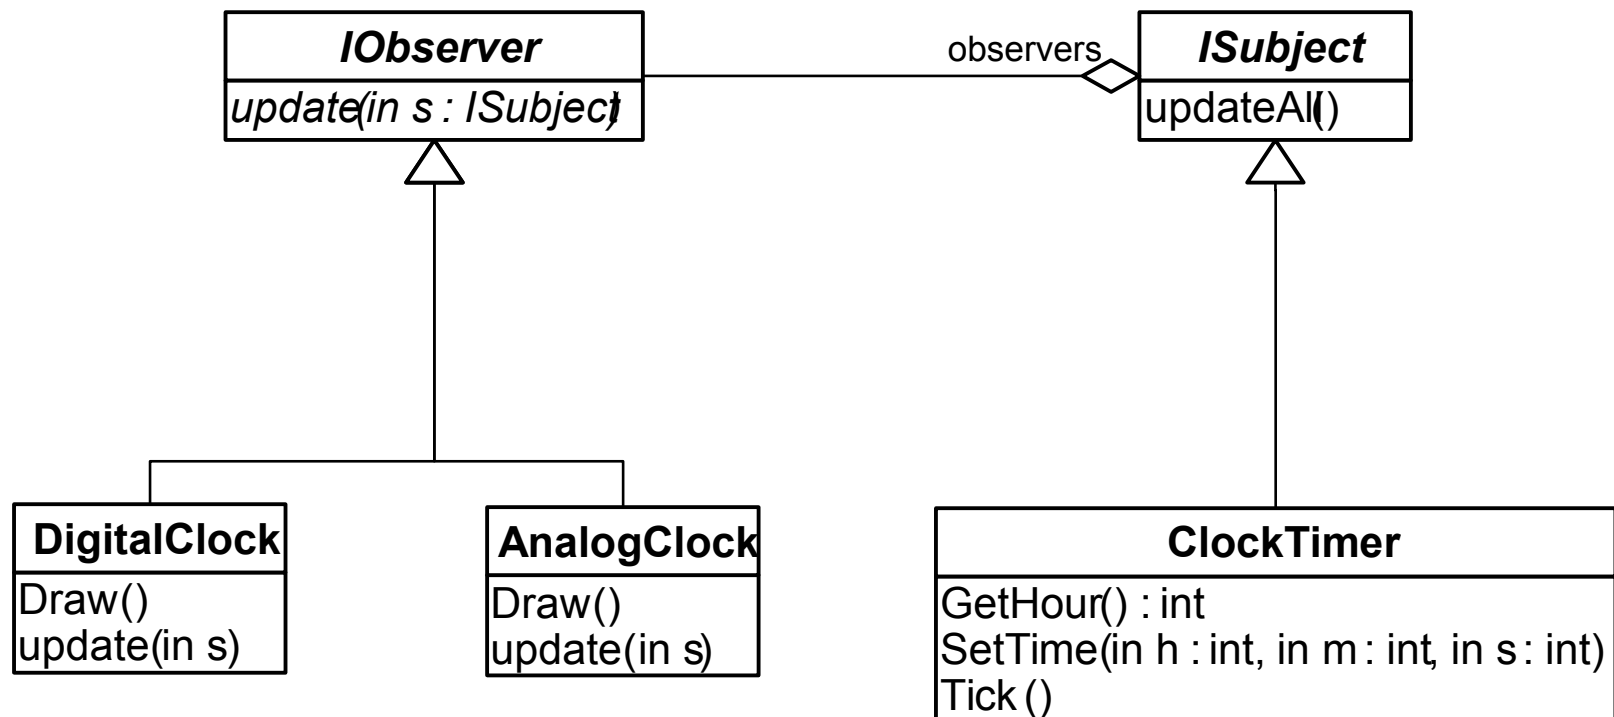 IObserver
update(in s : ISubject)
observers
ISubject
updateAll()
DigitalClock
Draw()
update(in s)
AnalogClock
Draw()
update(in s)
ClockTimer
GetHour() : int
SetTime(in h : int, in m : int, in s : int)
Tick ()